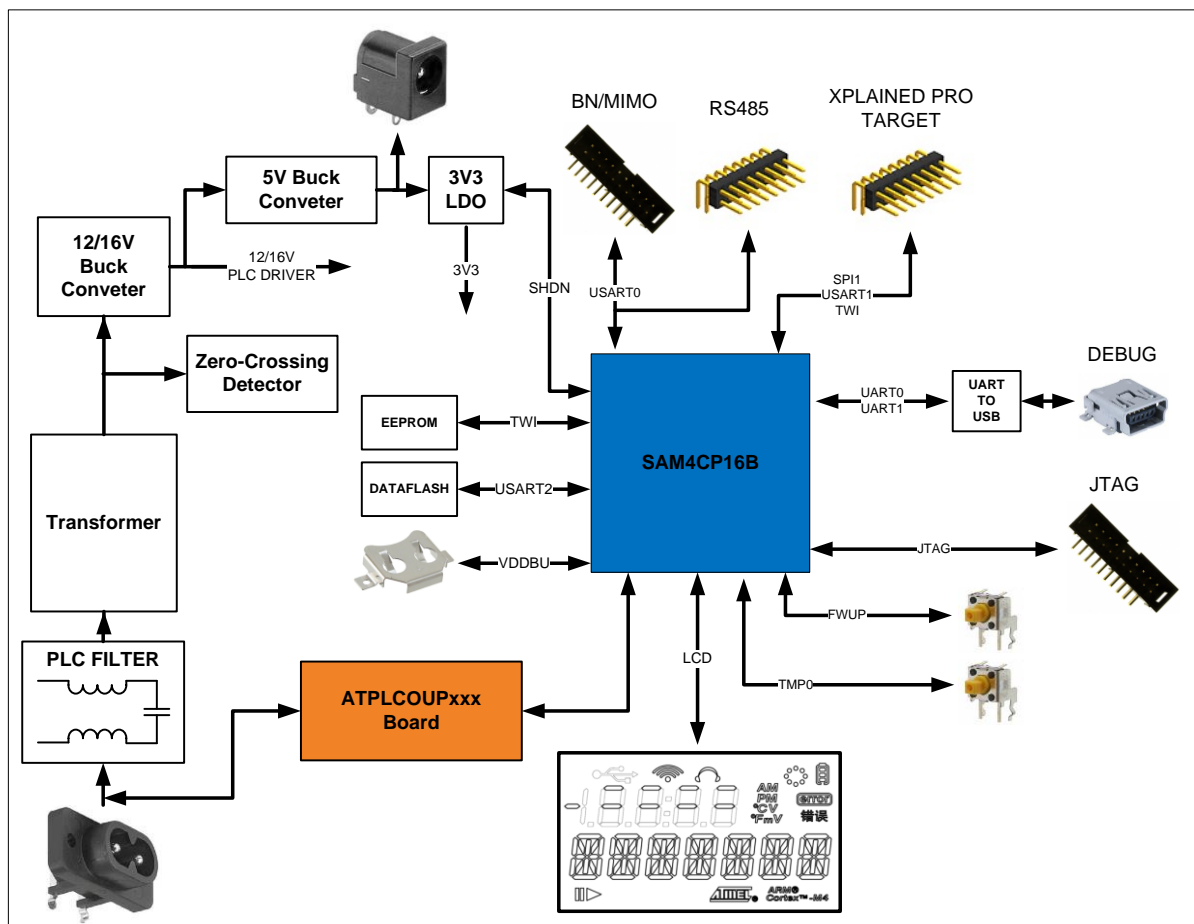 BN/MIMO
RS485
XPLAINED PRO
TARGET
5V Buck
Conveter
3V3
LDO
12/16V
Buck
Conveter
12/16V
PLC DRIVER
3V3
SHDN
USART0
SPI1
USART1
TWI
Zero-Crossing
Detector
DEBUG
UART0
UART1
UART
TO
USB
EEPROM
TWI
SAM4CP16B
DATAFLASH
USART2
JTAG
Transformer
VDDBU
JTAG
FWUP
PLC FILTER
LCD
TMP0
ATPLCOUPxxx
Board
AM
PM
°CV
°FmV
error
错误
ATMEL
ARM®
Cortex™-M4